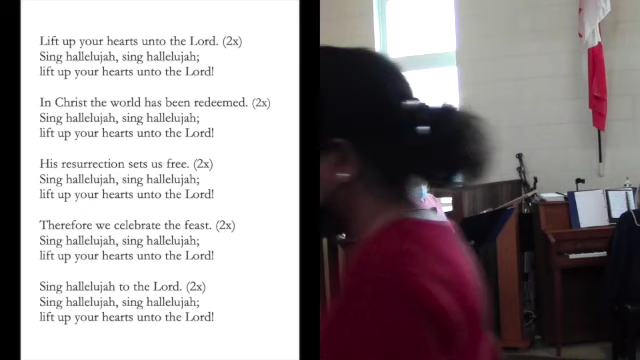 Lift up your hearts unto the Lord. (2x)
Sing hallelujah, sing hallelujah;
lift up your hearts unto the Lord!
In Christ the world has been redeemed. (2x)
Sing hallelujah, sing hallelujah;
lift up your hearts unto the Lord!
His resurrection sets us free. (2x)
Sing hallelujah, sing hallelujah;
lift up your hearts unto the Lord!
Therefore we celebrate the feast. (2x)
Sing hallelujah, sing hallelujah;
lift up your hearts unto the Lord!
Sing hallelujah to the Lord. (2x)
Sing hallelujah, sing hallelujah;
lift up your hearts unto the Lord!